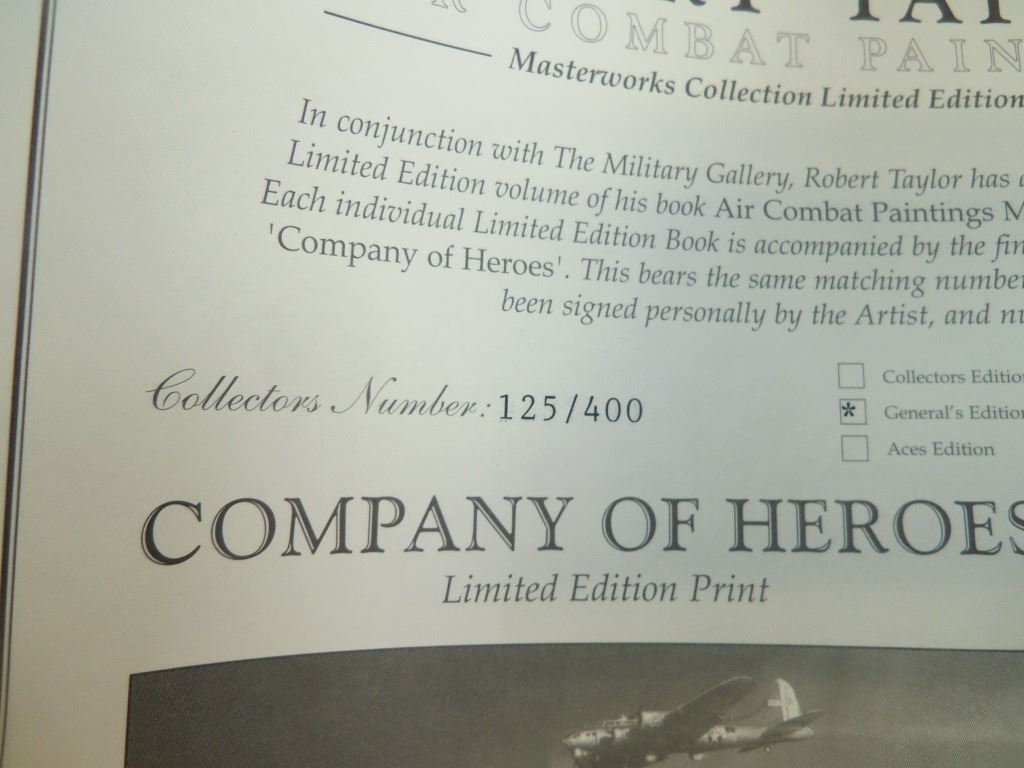 COMBAT PAIN
Masterworks Collection Limited Edition
In conjunction with The Military Gallery, Robert Taylor has
Limited Edition volume of his book Air Combat Paintings M
Each individual Limited Edition Book is accompanied by the fin
'Company of Heroes'. This bears the same matching number
been signed personally by the Artist, and nu
Collectors Number: 125/400
Collectors Edition
* General's Edition
Aces Edition
COMPANY OF HEROES
Limited Edition Print